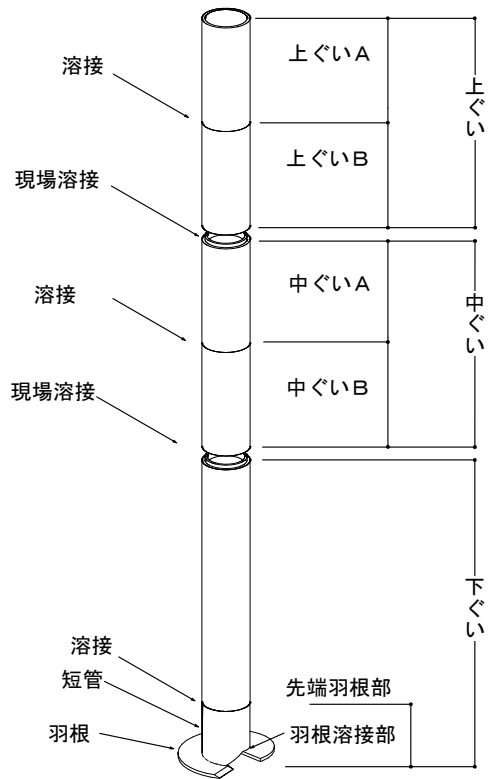 溶接
上ぐいA
上ぐい
上ぐいB
現場溶接
中ぐいA
溶接
中ぐい
中ぐいB
現場溶接
下ぐい
溶接
短管
先端羽根部
羽根
羽根溶接部